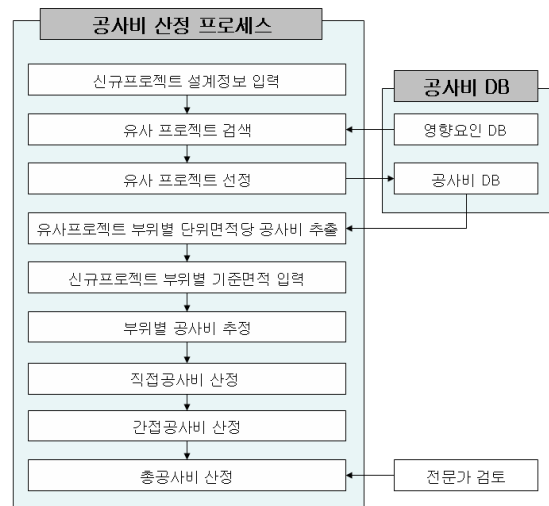 공사비 산정 프로세스
신규프로젝트 설계정보 입력
유사 프로젝트 검색
유사 프로젝트 선정
유사프로젝트 부위별 단위면적당 공사비 추출
신규프로젝트 부위별 기준면적 입력
부위별 공사비 추정
직접공사비 산정
간접공사비 산정
총공사비 산정
공사비 DB
영향요인 DB
공사비 DB
전문가 검토